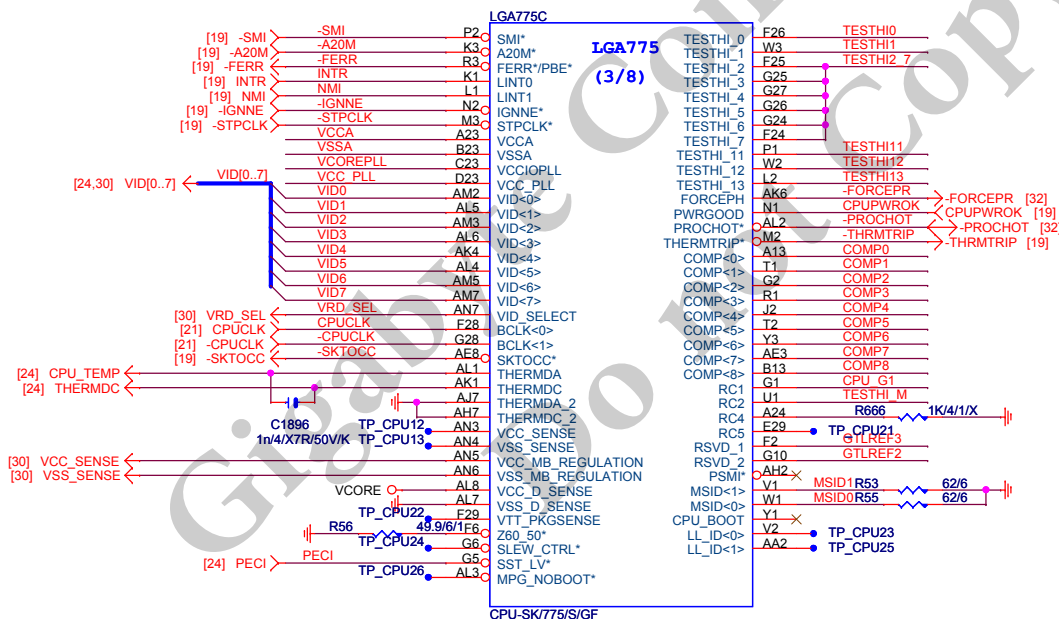 LGA775C
LGA775
(3/8)
[19] -SMI -SMI P2 SMI*
[19] -A20M -A20M K3 A20M*
[19] -FERR -FERR R3 FERR*/PBE*
[19] INTR INTR K1 LINT0
[19] NMI NMI L1 LINT1
[19] -IGNNE -IGNNE N2 IGNNE*
[19] -STPCLK -STPCLK M3 STPCLK*
VCCA A23 VCCA
VSSA B23 VSSA
VCOREPLL C23 VCCIOPLL
VCC_PLL D23 VCC_PLL
[24,30] VID[0..7] VID[0..7]
VID0 AM2 VID<0>
VID1 AL5 VID<1>
VID2 AM3 VID<2>
VID3 AL6 VID<3>
VID4 AK4 VID<4>
VID5 AL4 VID<5>
VID6 AM5 VID<6>
VID7 AM7 VID<7>
[30] VRD_SEL VRD_SEL AN7 VID_SELECT
[21] CPUCLK CPUCLK F28 BCLK<0>
[21] -CPUCLK -CPUCLK G28 BCLK<1>
[19] -SKTOCC -SKTOCC AE8 SKTOCC*
[24] CPU_TEMP AL1 THERMDA
[24] THERMDC AK1 THERMDC
AJ7 THERMDA_2
AH7 THERMDC_2
C1896
1n/4/X7R/50V/K
TP_CPU12 AN3 VCC_SENSE
TP_CPU13 AN4 VSS_SENSE
[30] VCC_SENSE AN5 VCC_MB_REGULATION
[30] VSS_SENSE AN6 VSS_MB_REGULATION
VCORE AL8 VCC_D_SENSE
AL7 VSS_D_SENSE
TP_CPU22 F29 VTT_PKGSENSE
R56 49.9/6/1 F6 Z60_50*
TP_CPU24 G6 SLEW_CTRL*
[24] PECI PECI G5 SST_LV*
TP_CPU26 AL3 MPG_NOBOOT*
TESTHI_0 F26 TESTHI0
TESTHI_1 W3 TESTHI1
TESTHI_2 F25 TESTHI2_7
TESTHI_3 G25
TESTHI_4 G27
TESTHI_5 G26
TESTHI_6 G24
TESTHI_7 F24
TESTHI_11 P1 TESTHI11
TESTHI_12 W2 TESTHI12
TESTHI_13 L2 TESTHI13
FORCEPH AK6 -FORCEPR -FORCEPR [32]
PWRGOOD N1 CPUPWROK CPUPWROK [19]
PROCHOT* AL2 -PROCHOT -PROCHOT [32]
THERMTRIP* M2 -THRMTRIP -THRMTRIP [19]
COMP<0> A13 COMP0
COMP<1> T1 COMP1
COMP<2> G2 COMP2
COMP<3> R1 COMP3
COMP<4> J2 COMP4
COMP<5> T2 COMP5
COMP<6> Y3 COMP6
COMP<7> AE3 COMP7
COMP<8> B13 COMP8
RC1 G1 CPU_G1
RC2 U1 TESTHI_M
RC4 A24 R666 1K/4/1/X
RC5 E29 TP_CPU21
RSVD_1 F2 GTLREF3
RSVD_2 G10 GTLREF2
PSMI* AH2
MSID<1> V1 MSID1 R53 62/6
MSID<0> W1 MSID0 R55 62/6
CPU_BOOT Y1
LL_ID<0> V2 TP_CPU23
LL_ID<1> AA2 TP_CPU25
CPU-SK/775/S/GF
Gigabyte Con
Do not Cop